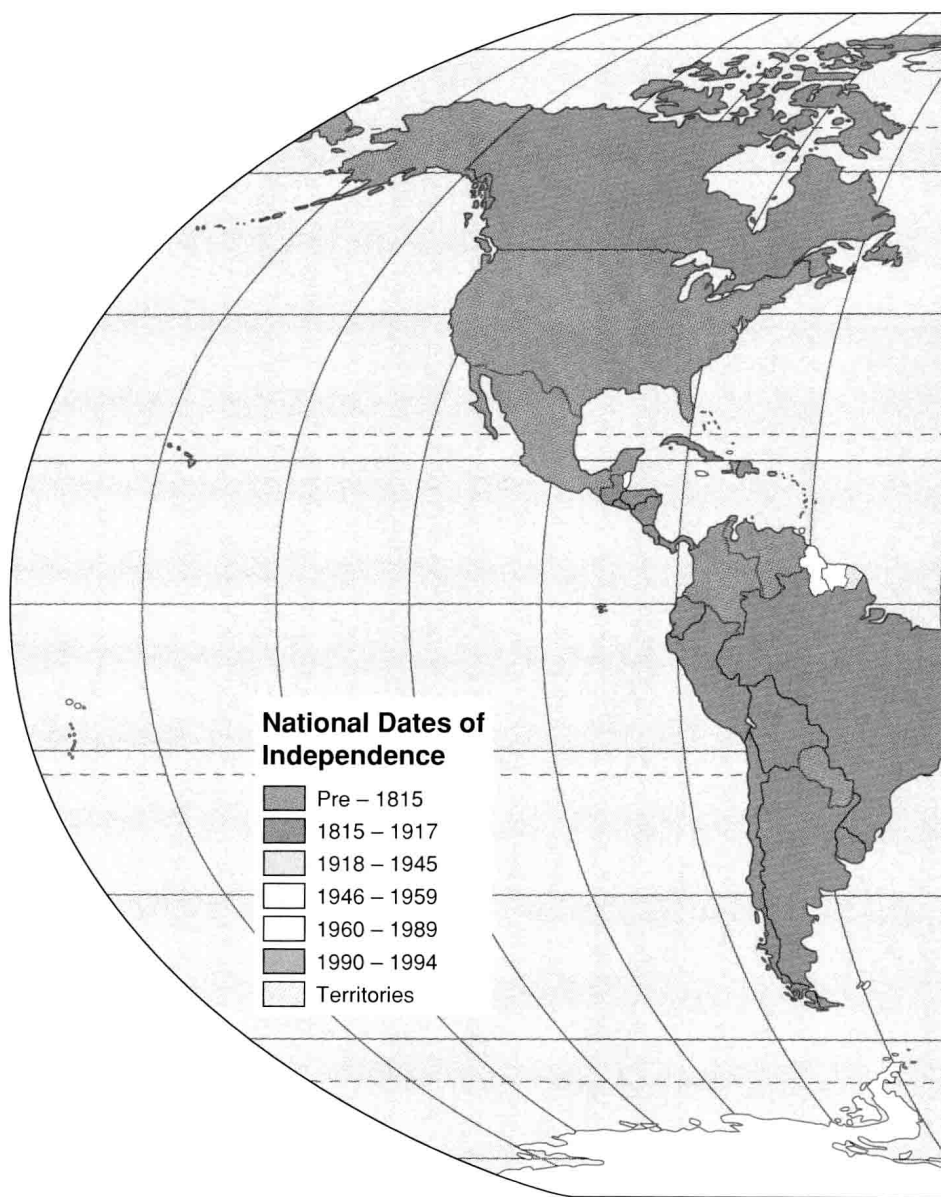 National Dates of
Independence
Pre – 1815
1815 – 1917
1918 – 1945
1946 – 1959
1960 – 1989
1990 – 1994
Territories